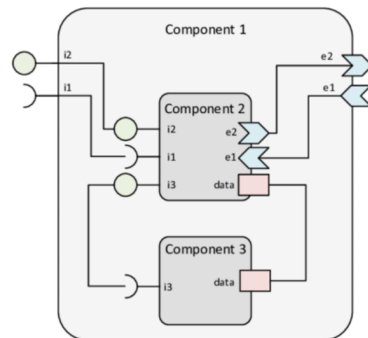 Component 1
i2
e2
i1
e1
Component 2
i2
e2
i1
e1
i3
data
Component 3
i3
data